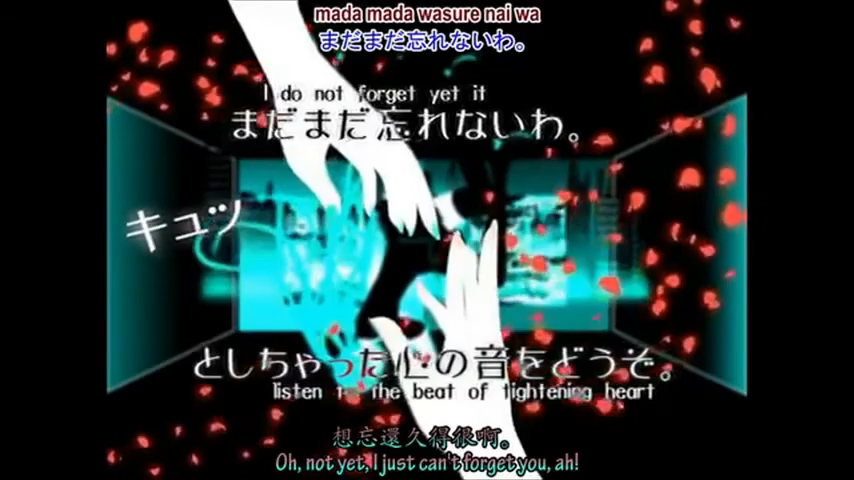 mada mada wasure nai wa
まだまだ忘れないわ。
I do not forget yet it
まだまだ忘れないわ。
キュッ
としちゃった心の音をどうぞ。
listen to the beat of tightening heart
想忘還久得很啊。
Oh, not yet, I just can't forget you, ah!